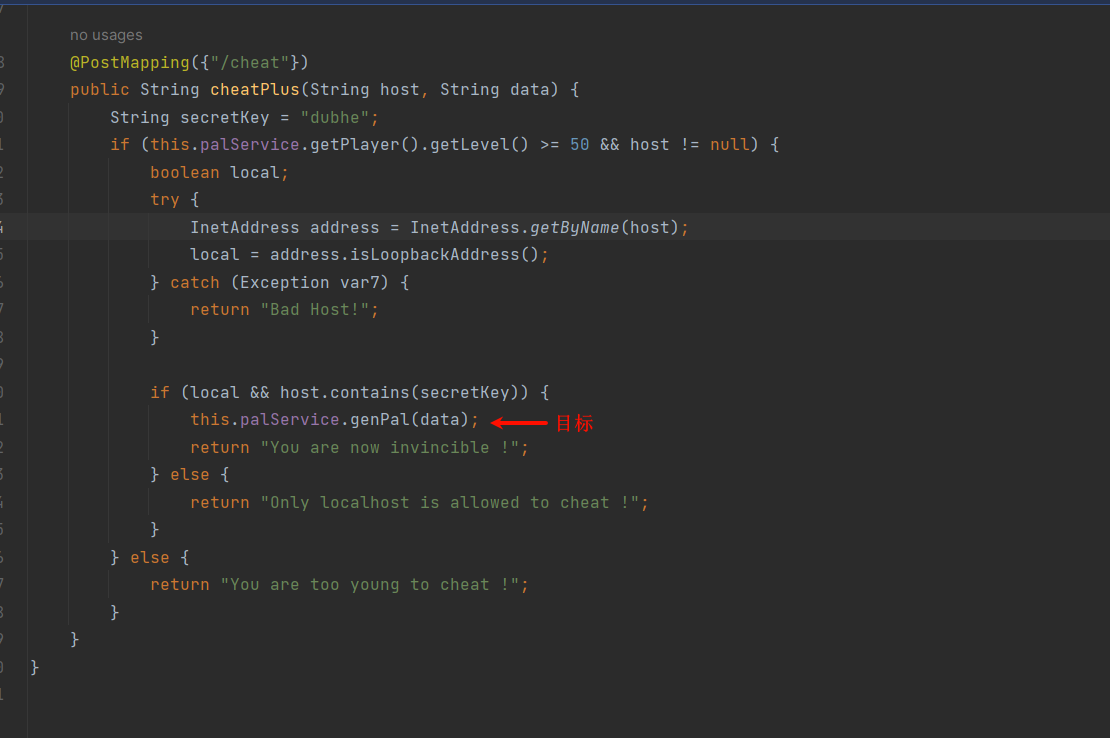 no usages
@PostMapping({"/cheat"})
public String cheatPlus(String host, String data) {
String secretKey = "dubhe";
if (this.palService.getPlayer().getLevel() >= 50 && host != null) {
boolean local;
try {
InetAddress address = InetAddress.getByName(host);
local = address.isLoopbackAddress();
} catch (Exception var7) {
return "Bad Host!";
}
if (local && host.contains(secretKey)) {
this.palService.genPal(data); 目标
return "You are now invincible !";
} else {
return "Only localhost is allowed to cheat !";
}
} else {
return "You are too young to cheat !";
}
}
}